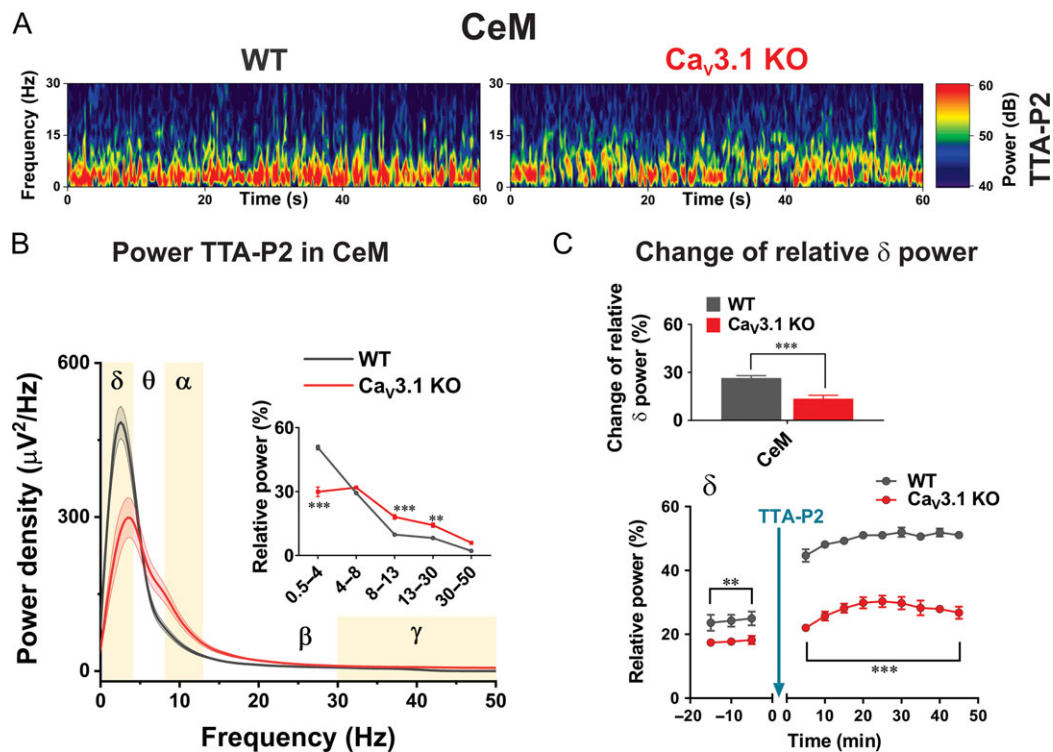 A
CeM
WT
Caᵥ3.1 KO
Frequency (Hz)
30
15
0
0
20
40
60
Time (s)
0
20
40
60
Time (s)
60
50
40
Power (dB)
TTA-P2
B
Power TTA-P2 in CeM
Power density (μV²/Hz)
600
300
0
δ θ α
β γ
0 10 20 30 40 50
Frequency (Hz)
WT
Caᵥ3.1 KO
Relative power (%)
60
30
0
***
***
**
0.5–4
4–8
8–13
13–30
30–50
C
Change of relative δ power
WT
Caᵥ3.1 KO
Change of relative
δ power (%)
60
30
0
***
CeM
δ
WT
Caᵥ3.1 KO
TTA-P2
Relative power (%)
60
40
20
0
**
***
–20 –10 0 0 10 20 30 40 50
Time (min)